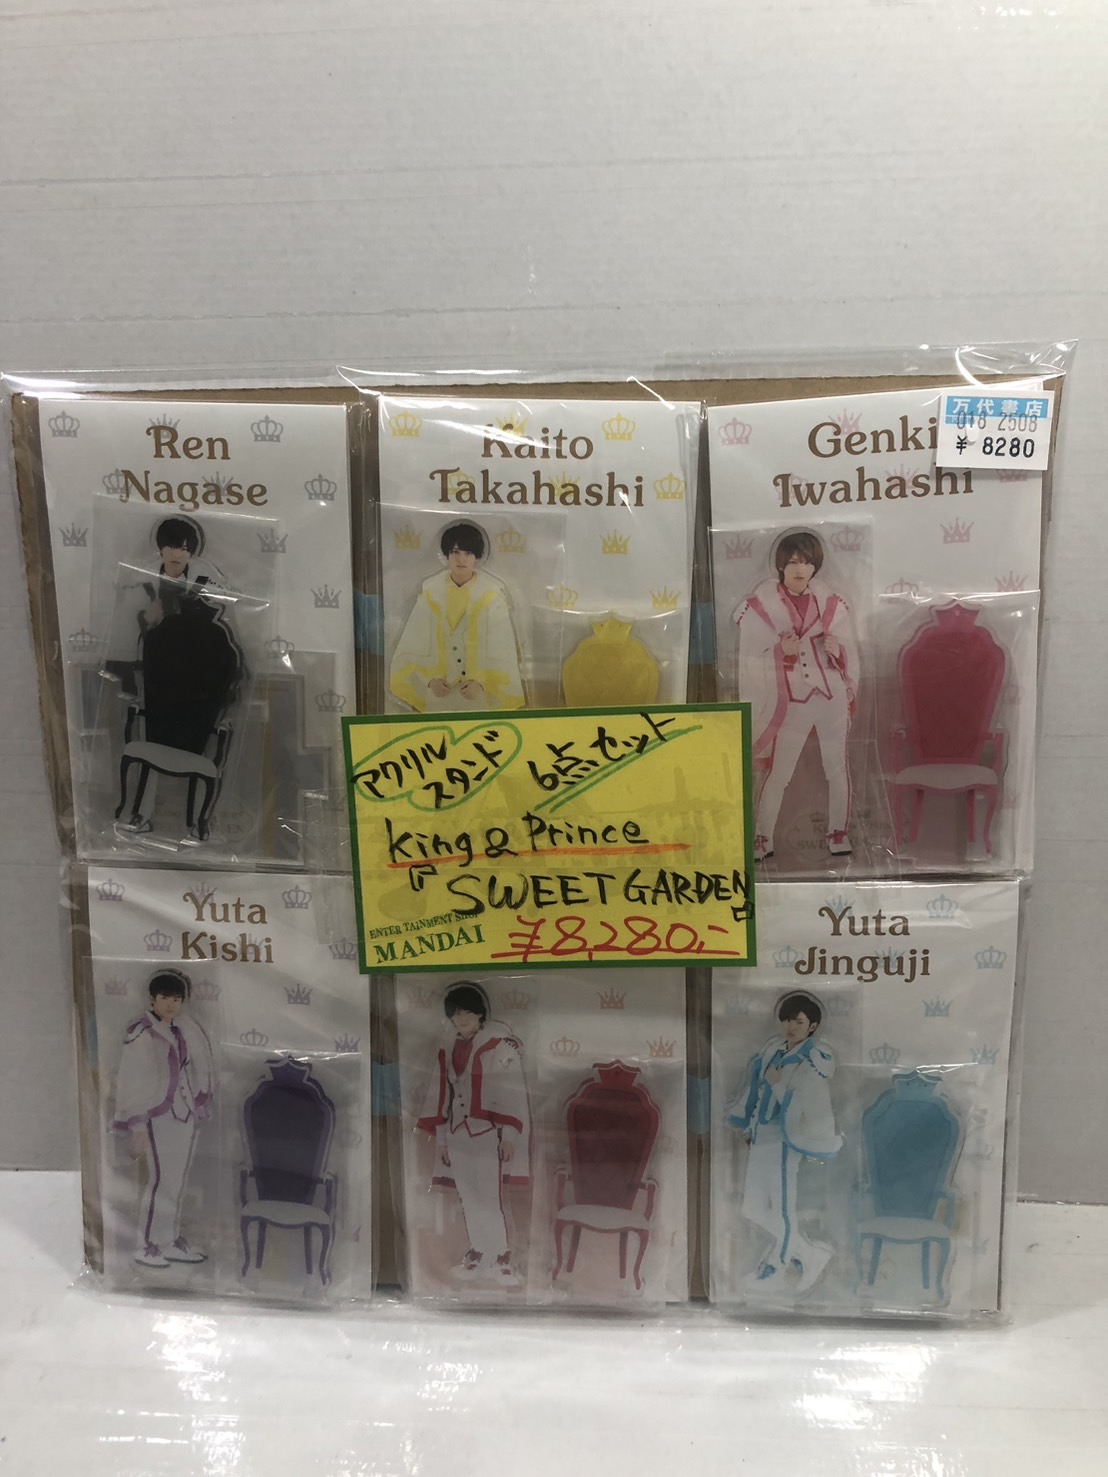 Ren
Nagase
Kaito
Takahashi
Genki
Iwahashi
万代書店
018 2508
¥ 8280
アクリル
スタンド
6点セット
King & Prince
『SWEET GARDEN』
ENTERTAINMENT SHOP
MANDAI
¥8,280,-
Yuta
Kishi
Yuta
Jinguji